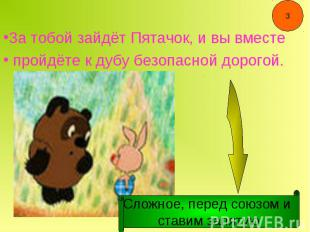 3
За тобой зайдёт Пятачок, и вы вместе
пройдёте к дубу безопасной дорогой.
Сложное, перед союзом и
ставим